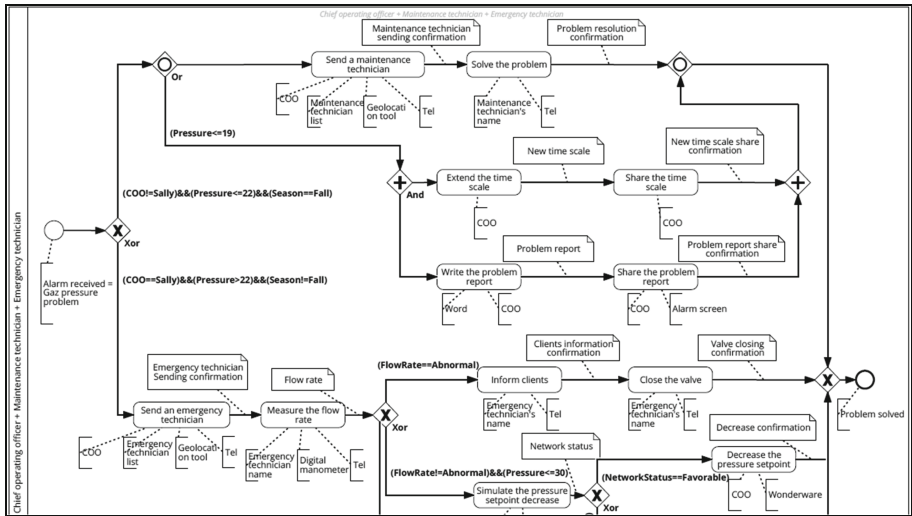 Chief operating officer + Maintenance technician + Emergency technician
Chief operating officer + Maintenance technician + Emergency technician
Maintenance technician
sending confirmation
Problem resolution
confirmation
Or
Send a maintenance
technician
Solve the problem
COO
Maintenance
technician
list
Geolocati
on tool
Tel
Maintenance
technician's
name
Tel
(Pressure<=19)
New time scale
New time scale share
confirmation
And
Extend the time
scale
Share the time
scale
COO
COO
(COO!=Sally)&&(Pressure<=22)&&(Season==Fall)
Xor
Alarm received =
Gaz pressure
problem
(COO==Sally)&&(Pressure>22)&&(Season!=Fall)
Problem report
Problem report share
confirmation
Write the problem
report
Share the problem
report
Word
COO
COO
Alarm screen
Clients information
confirmation
Valve closing
confirmation
(FlowRate==Abnormal)
Inform clients
Close the valve
Emergency
technician's
name
Tel
Emergency
technician's
name
Tel
Problem solved
Emergency technician
Sending confirmation
Flow rate
Send an emergency
technician
Measure the flow
rate
Xor
COO
Emergency
technician
list
Geolocati
on tool
Tel
Emergency
technician
name
Digital
manometer
Tel
Network status
Decrease confirmation
(FlowRate!=Abnormal)&&(Pressure<=30)
Simulate the pressure
setpoint decrease
Xor
(NetworkStatus==Favorable)
Decrease the
pressure setpoint
COO
Wonderware